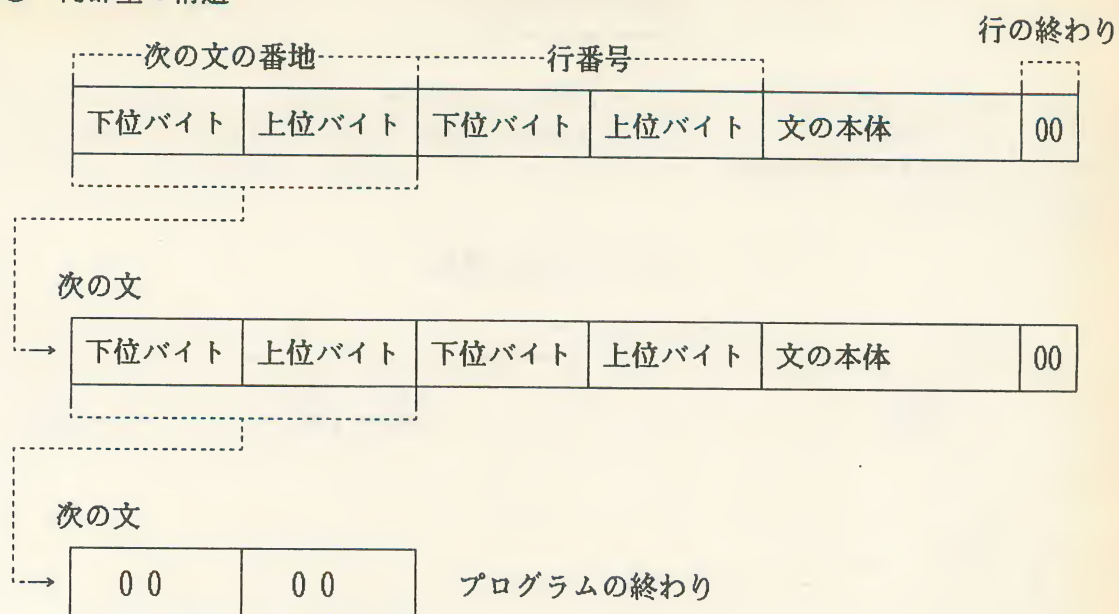 行の終わり
次の文の番地 行番号
下位バイト 上位バイト 下位バイト 上位バイト 文の本体 00
次の文
下位バイト 上位バイト 下位バイト 上位バイト 文の本体 00
次の文
00 00 プログラムの終わり